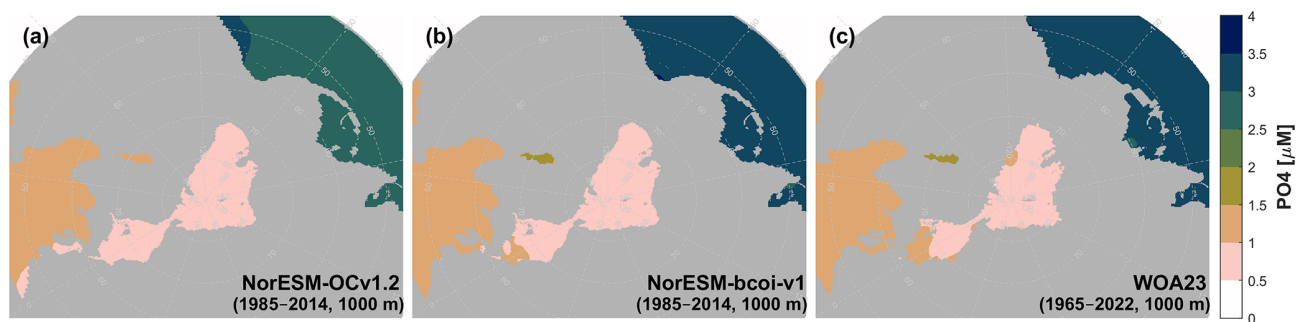 (a)
NorESM-OCv1.2
(1985–2014, 1000 m)
(b)
NorESM-bcoi-v1
(1985–2014, 1000 m)
(c)
WOA23
(1965–2022, 1000 m)
4
3.5
3
2.5
2
1.5
1
0.5
0
PO4 [μM]